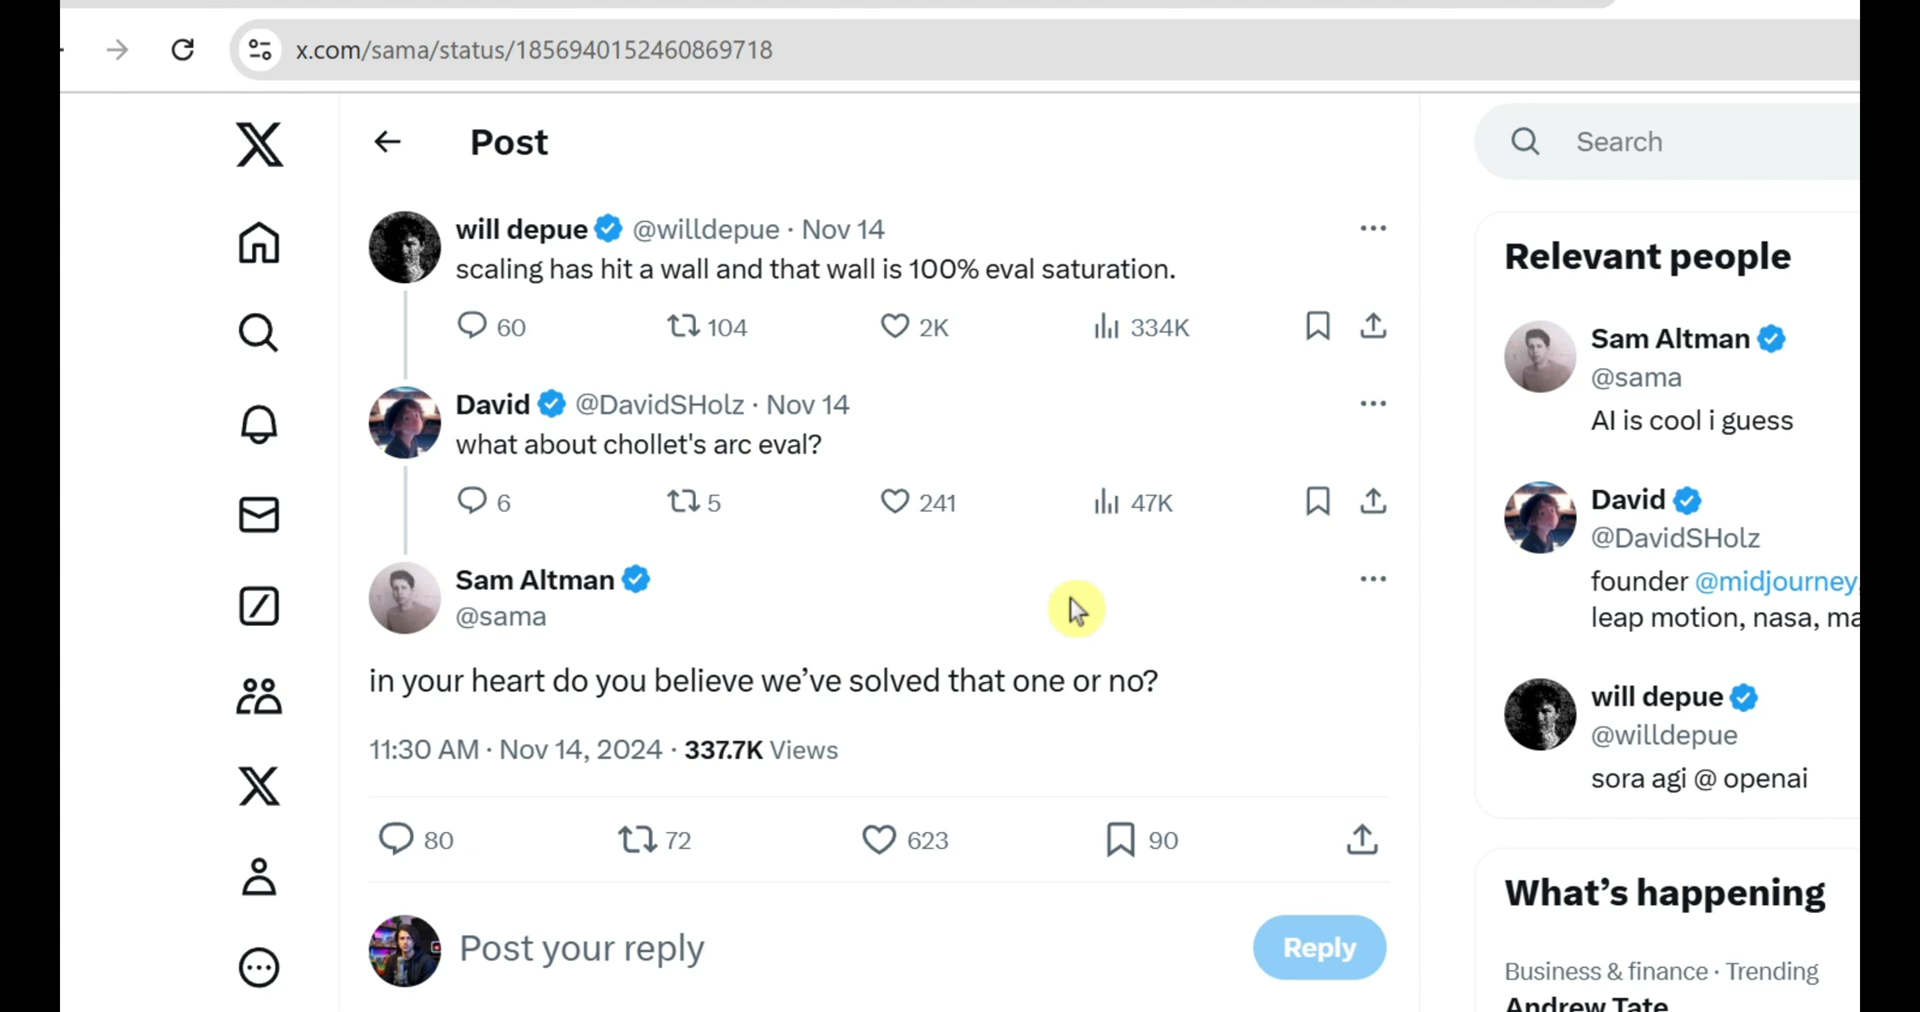 x.com/sama/status/1856940152460869718
Post
Search
will depue @willdepue · Nov 14
scaling has hit a wall and that wall is 100% eval saturation.
60 104 2K 334K
David @DavidSHolz · Nov 14
what about chollet's arc eval?
6 5 241 47K
Sam Altman
@sama
in your heart do you believe we’ve solved that one or no?
11:30 AM · Nov 14, 2024 · 337.7K Views
80 72 623 90
Post your reply
Reply
Relevant people
Sam Altman
@sama
AI is cool i guess
David
@DavidSHolz
founder @midjourney,
leap motion, nasa, ma
will depue
@willdepue
sora agi @ openai
What’s happening
Business & finance · Trending
Andrew Tate